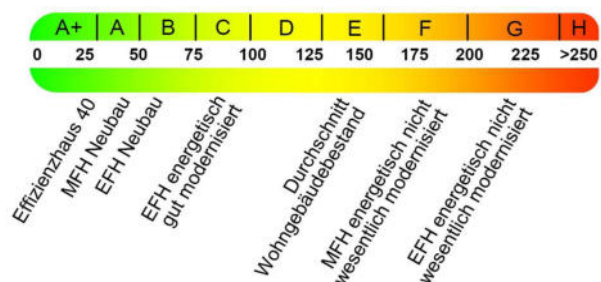 A+ A B C D E F G H
0 25 50 75 100 125 150 175 200 225 >250
Effizienzhaus 40
MFH Neubau
EFH Neubau
EFH energetisch
gut modernisiert
Durchschnitt
Wohngebäudebestand
MFH energetisch nicht
wesentlich modernisiert
EFH energetisch nicht
wesentlich modernisiert